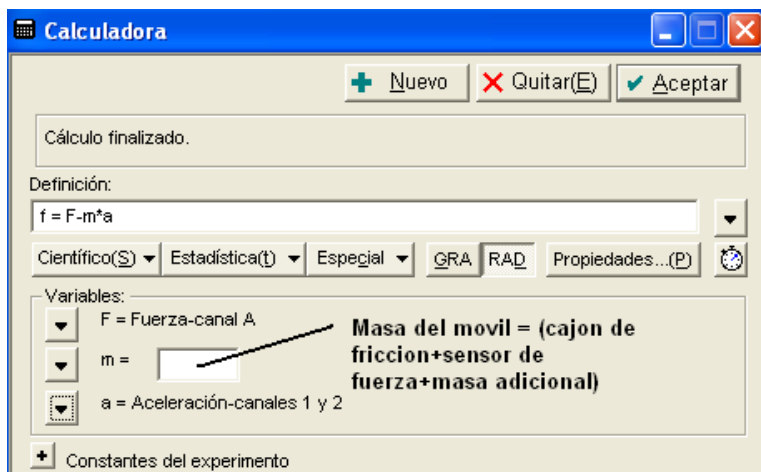 Calculadora
Nuevo Quitar(E) Aceptar
Cálculo finalizado.
Definición:
f = F-m*a
Científico(S) Estadística(t) Especial GRA RAD Propiedades...(P)
Variables:
F = Fuerza-canal A
m =
Masa del movil = (cajon de
friccion+sensor de
fuerza+masa adicional)
a = Aceleración-canales 1 y 2
Constantes del experimento